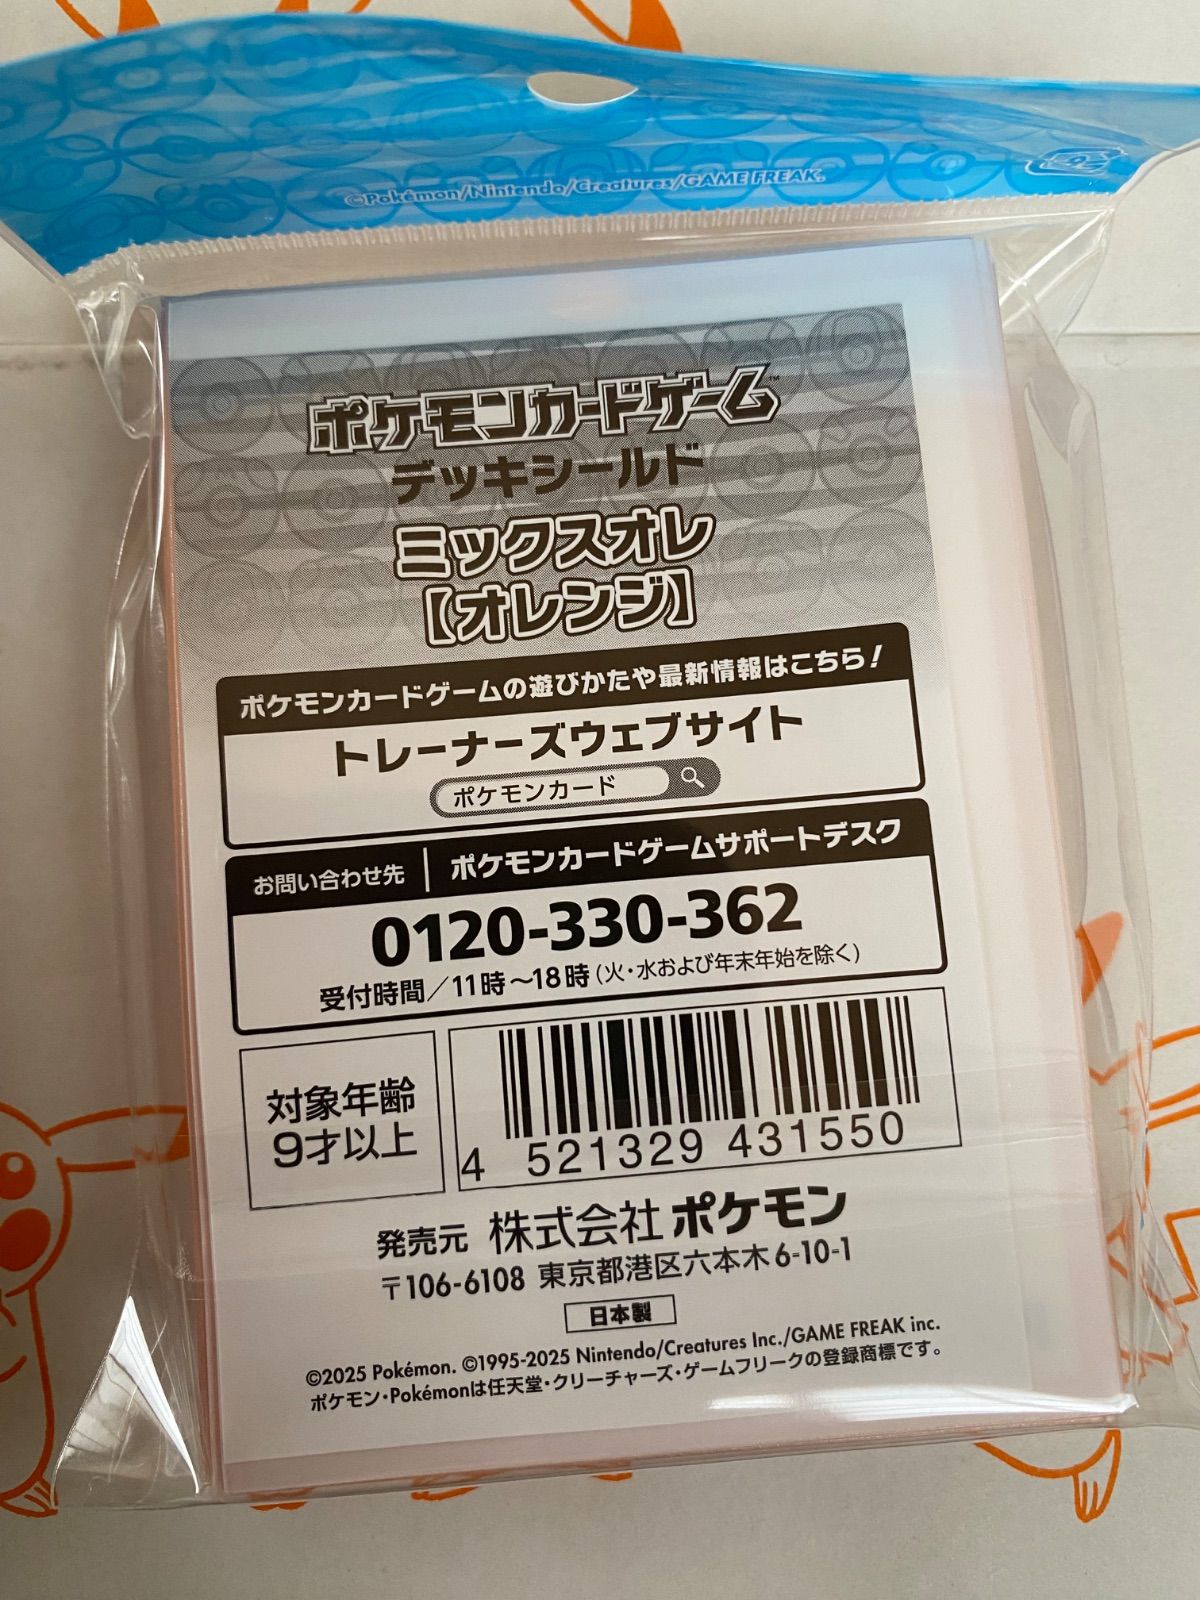 ©Pokémon/Nintendo/Creatures/GAME FREAK.
ポケモンカードゲーム™
デッキシールド
ミックスオレ
【オレンジ】
ポケモンカードゲームの遊びかたや最新情報はこちら!
トレーナーズウェブサイト
ポケモンカード
お問い合わせ先 ポケモンカードゲームサポートデスク
0120-330-362
受付時間/11時～18時(火・水および年末年始を除く)
対象年齢
9才以上
4 521329 431550
発売元 株式会社ポケモン
〒106-6108 東京都港区六本木6-10-1
日本製
©2025 Pokémon. ©1995-2025 Nintendo/Creatures Inc./GAME FREAK inc.
ポケモン・Pokémonは任天堂・クリーチャーズ・ゲームフリークの登録商標です。